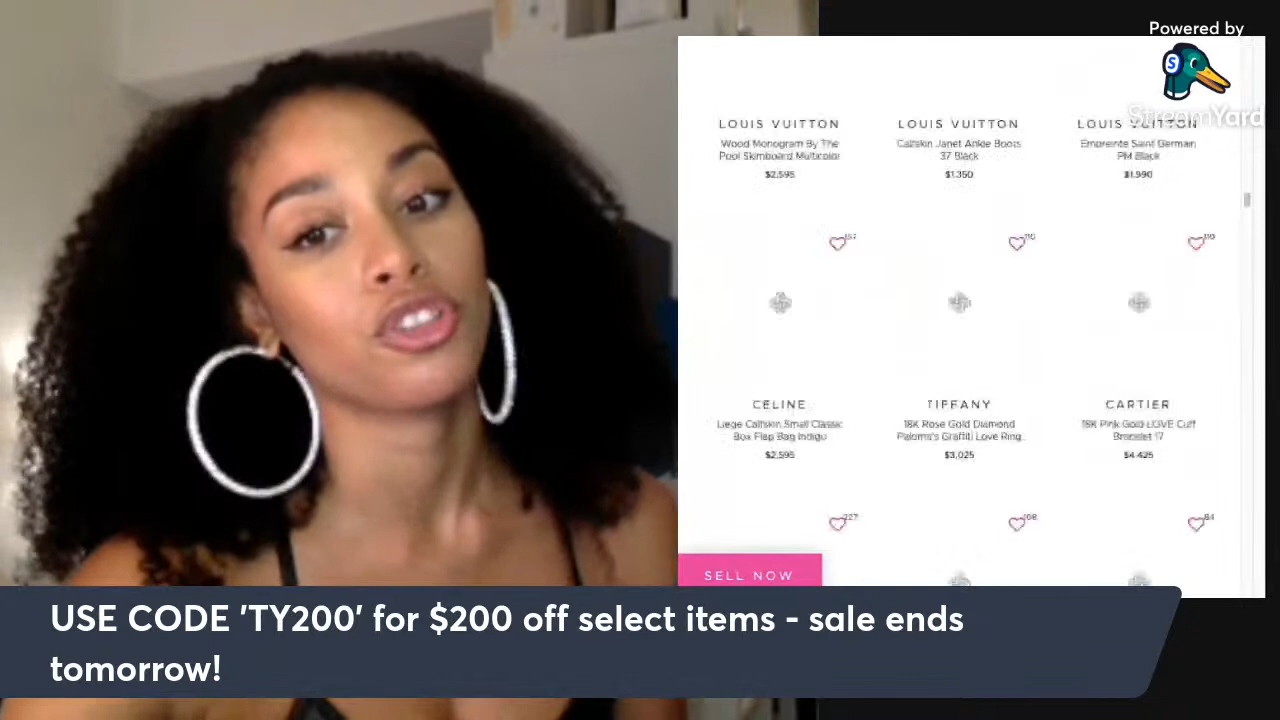 Powered by
StreamYard
LOUIS VUITTON
Wood Monogram By The
Pool Skimboard Multicolor
$2,595
LOUIS VUITTON
Calfskin Janet Ankle Boots
37 Black
$1,350
LOUIS VUITTON
Empreinte Saint Germain
PM Black
$1,990
CELINE
Liege Calfskin Small Classic
Box Flap Bag Indigo
$2,595
TIFFANY
18K Rose Gold Diamond
Paloma's Graffiti Love Ring
$3,025
CARTIER
18K Pink Gold LOVE Cuff
Bracelet 17
$4,425
227
108
84
SELL NOW
USE CODE 'TY200' for $200 off select items - sale ends
tomorrow!